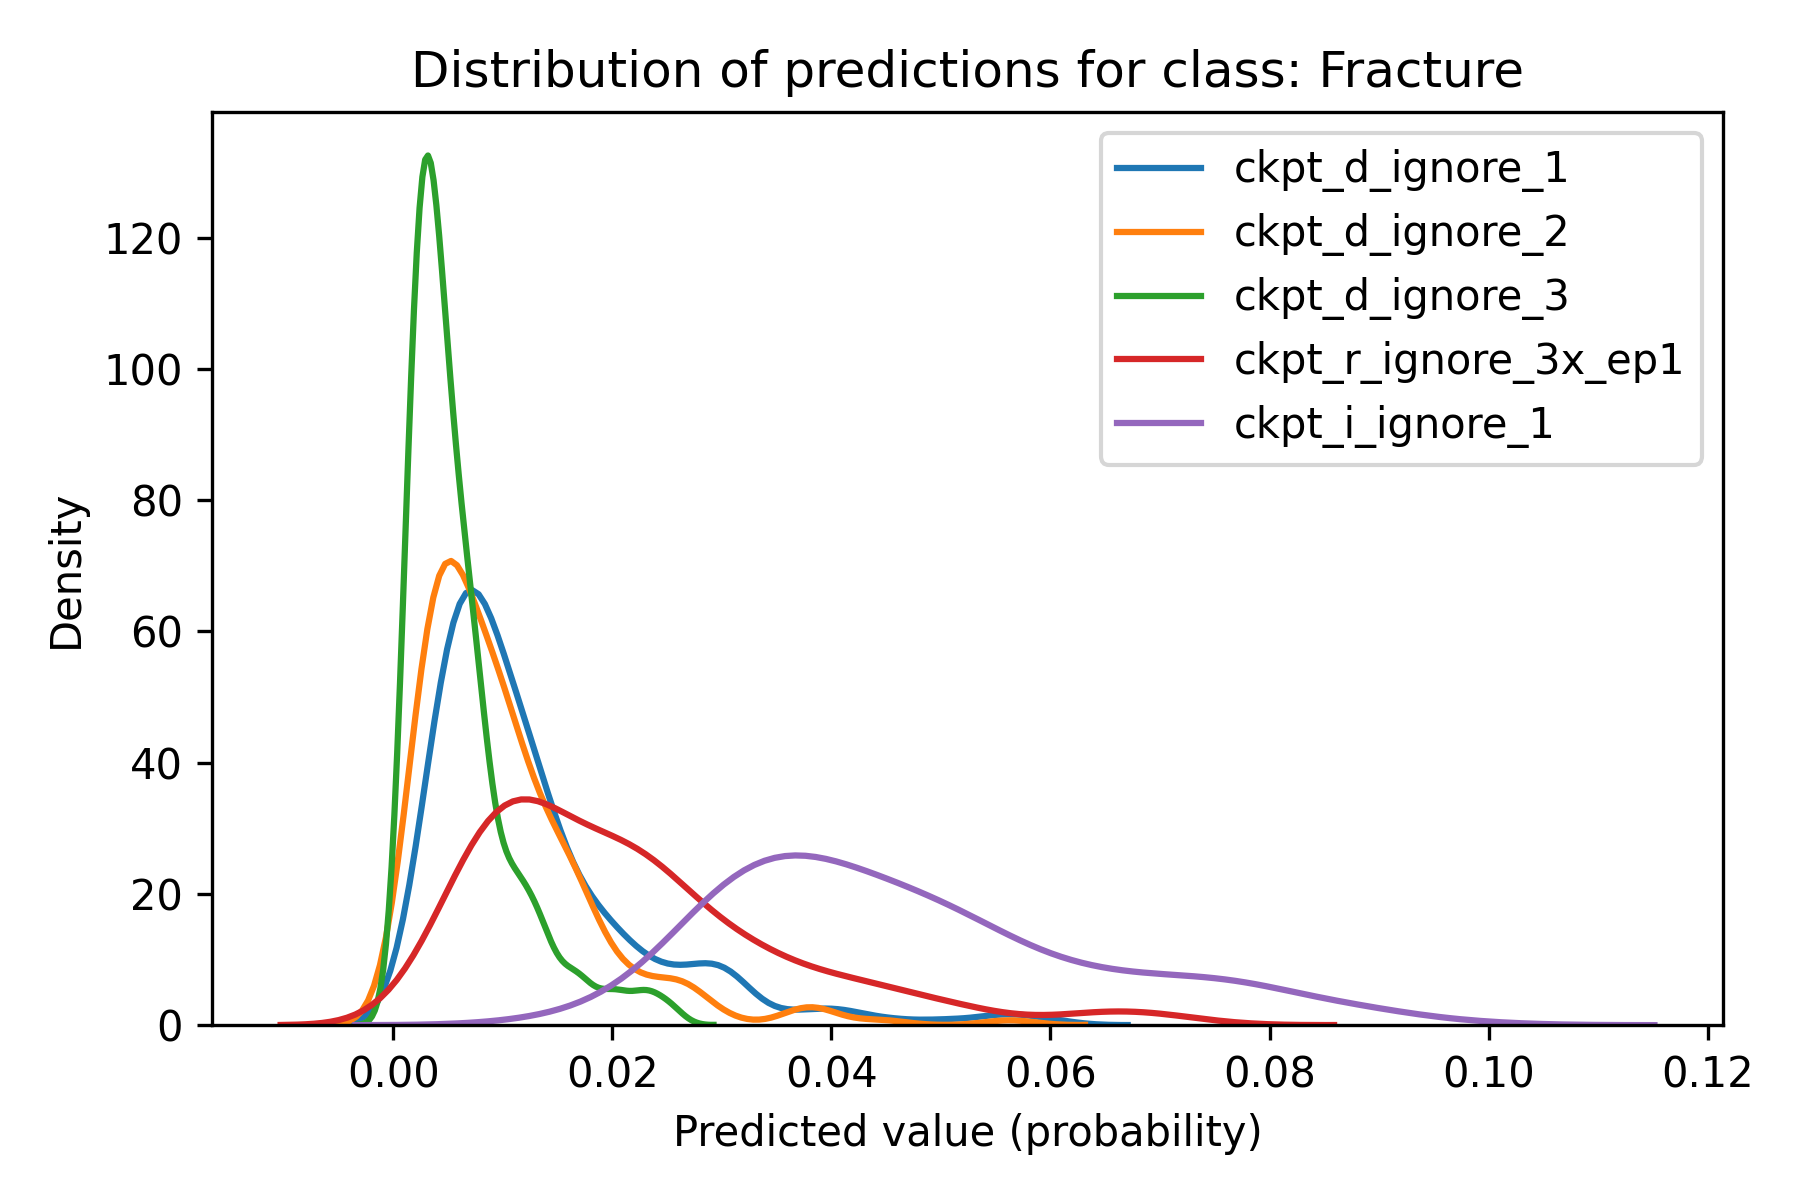 Distribution of predictions for class: Fracture
ckpt_d_ignore_1
ckpt_d_ignore_2
ckpt_d_ignore_3
ckpt_r_ignore_3x_ep1
ckpt_i_ignore_1
Density
120
100
80
60
40
20
0
0.00 0.02 0.04 0.06 0.08 0.10 0.12
Predicted value (probability)